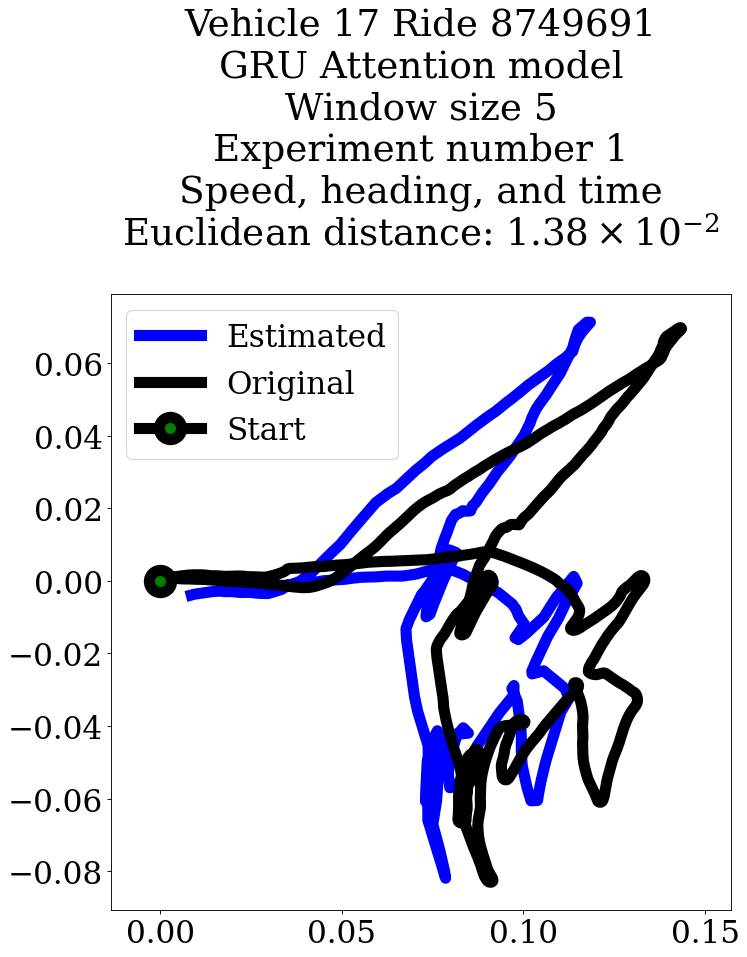 Vehicle 17 Ride 8749691
GRU Attention model
Window size 5
Experiment number 1
Speed, heading, and time
Euclidean distance: 1.38 × 10⁻²
Estimated
Original
Start
0.06
0.04
0.02
0.00
−0.02
−0.04
−0.06
−0.08
0.00 0.05 0.10 0.15